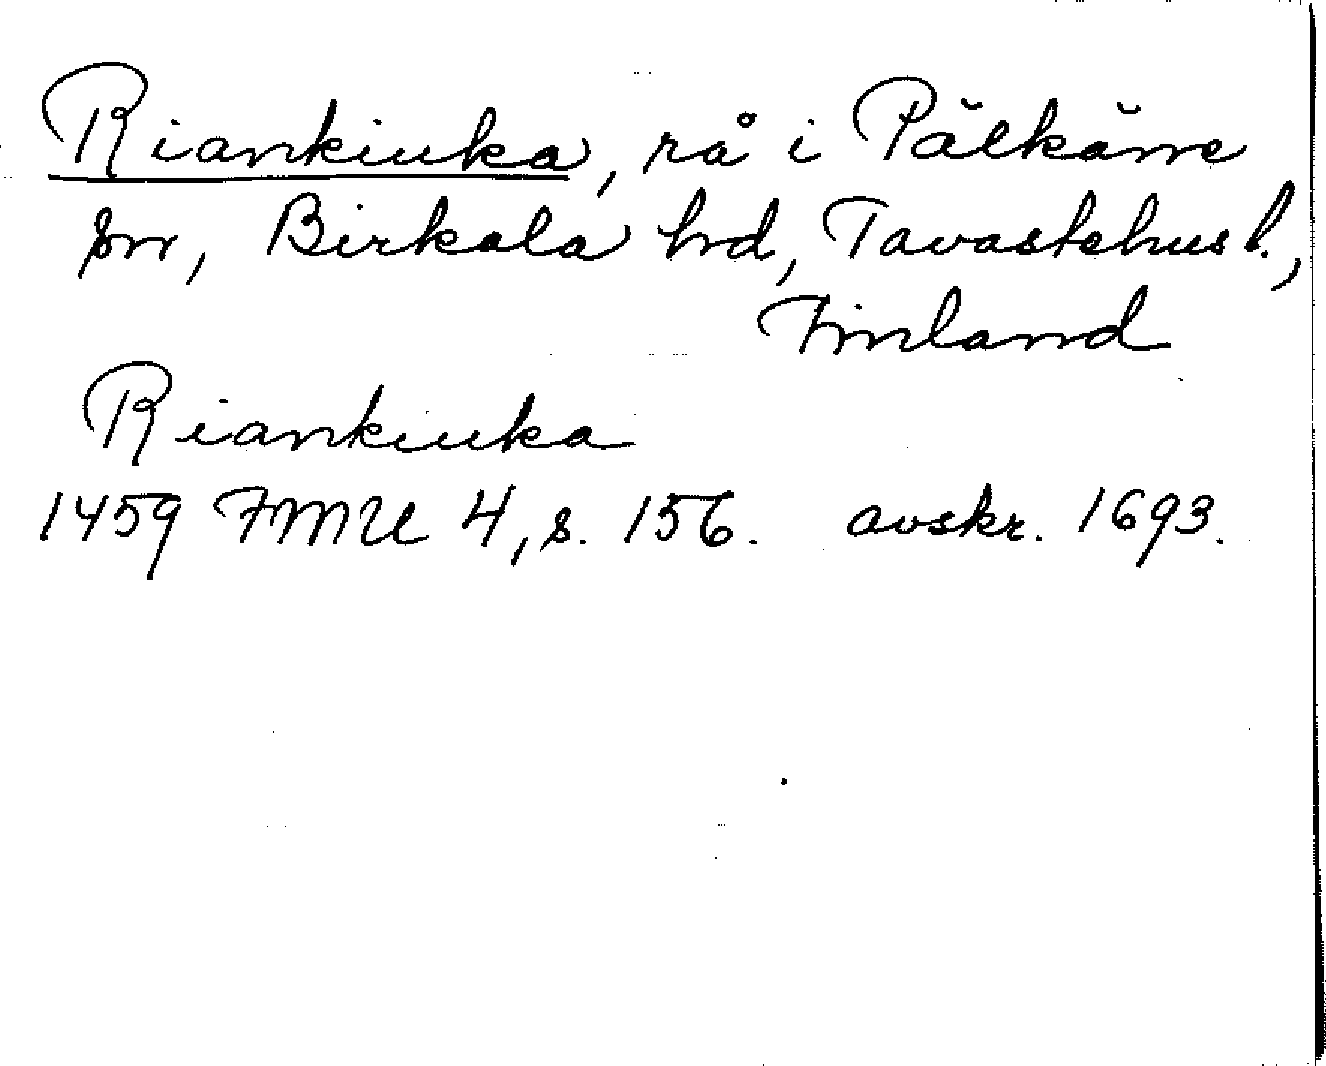 Riankiuka, rå i Pälkäne
sn, Birkala hd, Tavastehus l.,
Finland
Riankiuka
1459 FMU 4, s. 156. avskr. 1693.